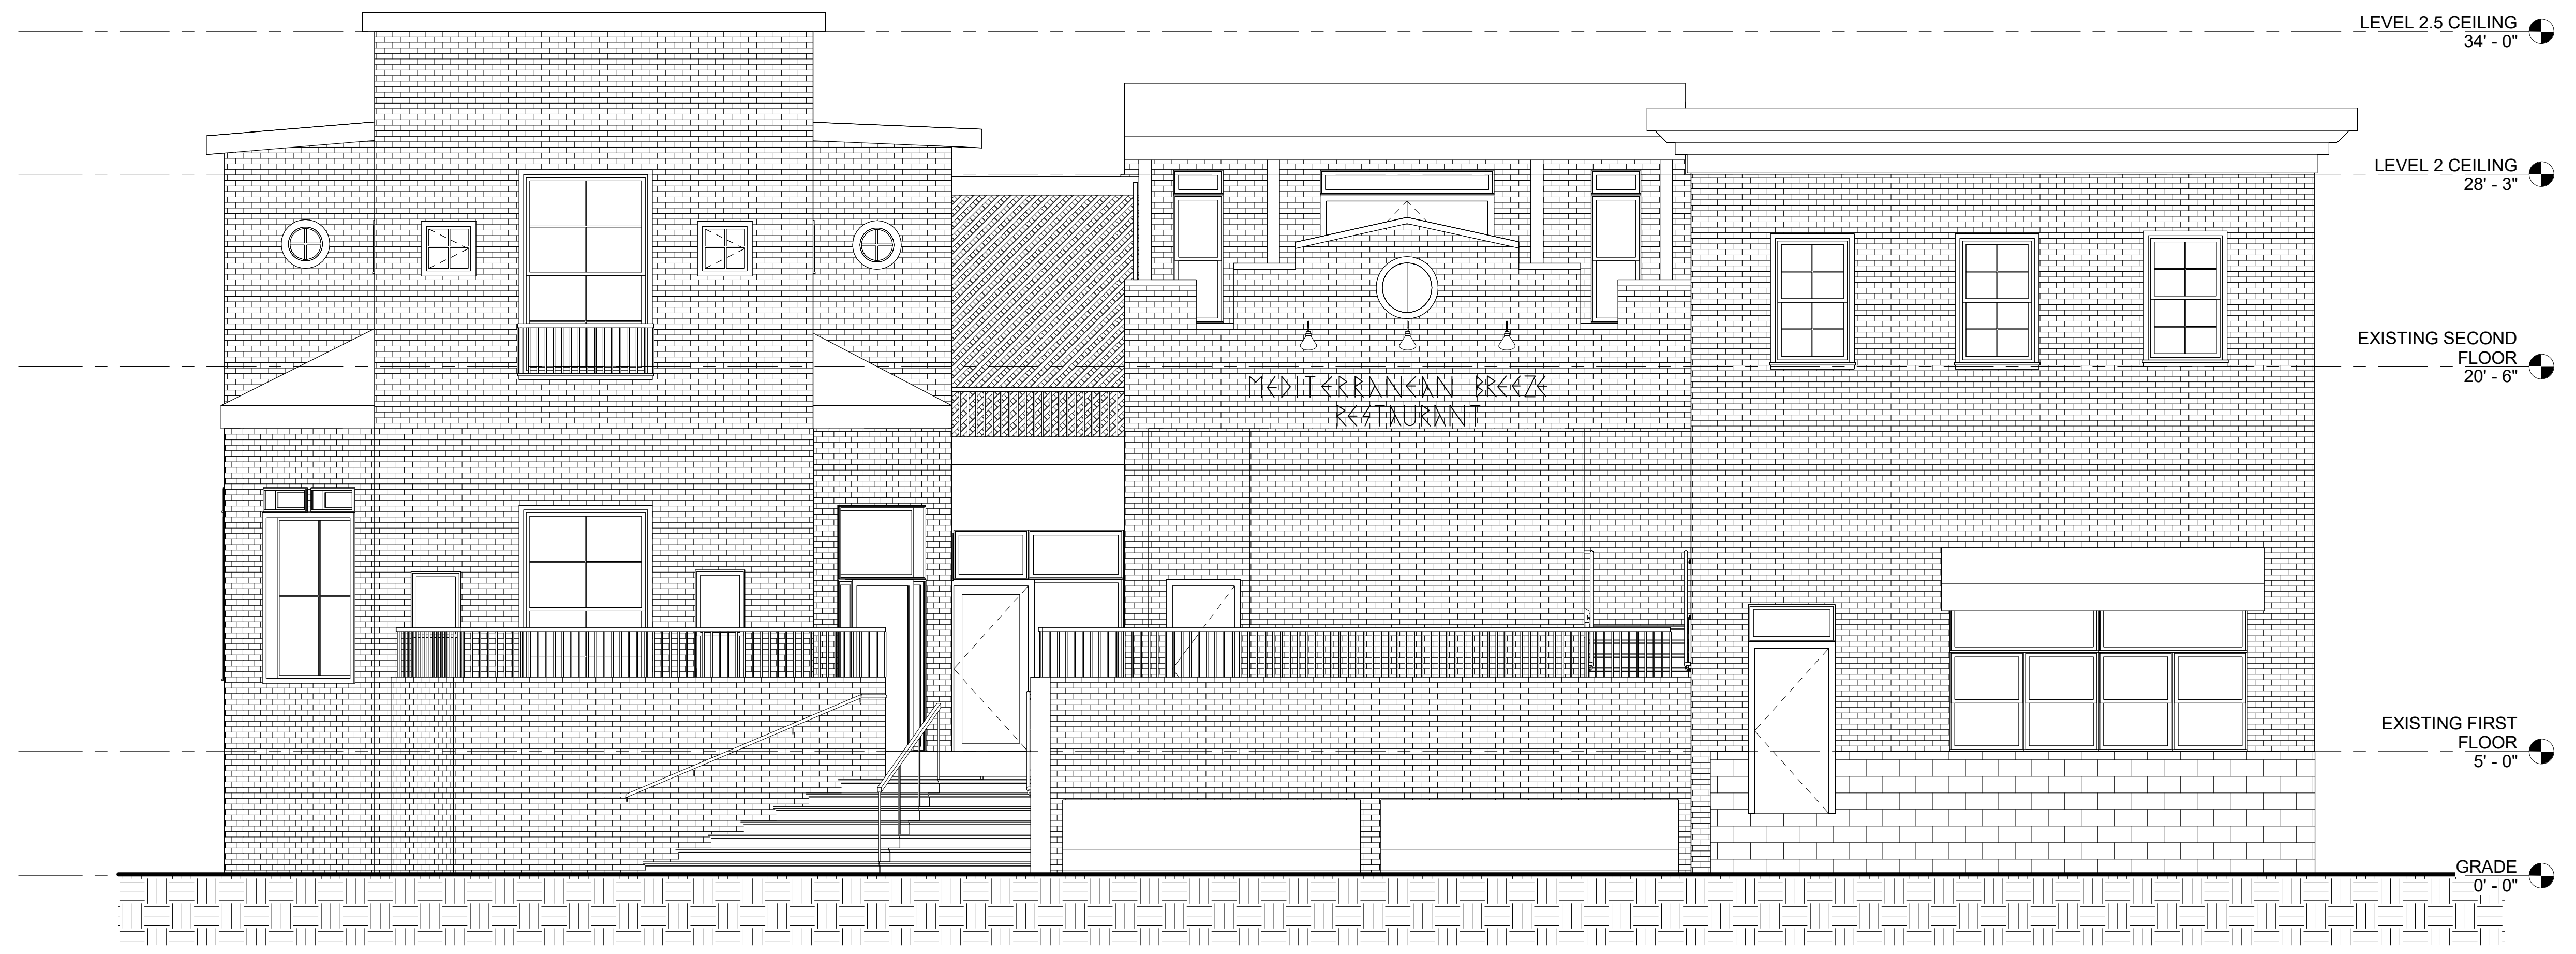 LEVEL 2.5 CEILING
34' - 0"
LEVEL 2 CEILING
28' - 3"
EXISTING SECOND
FLOOR
20' - 6"
MEDITERRANEAN BREEZE
RESTAURANT
EXISTING FIRST
FLOOR
5' - 0"
GRADE
0' - 0"